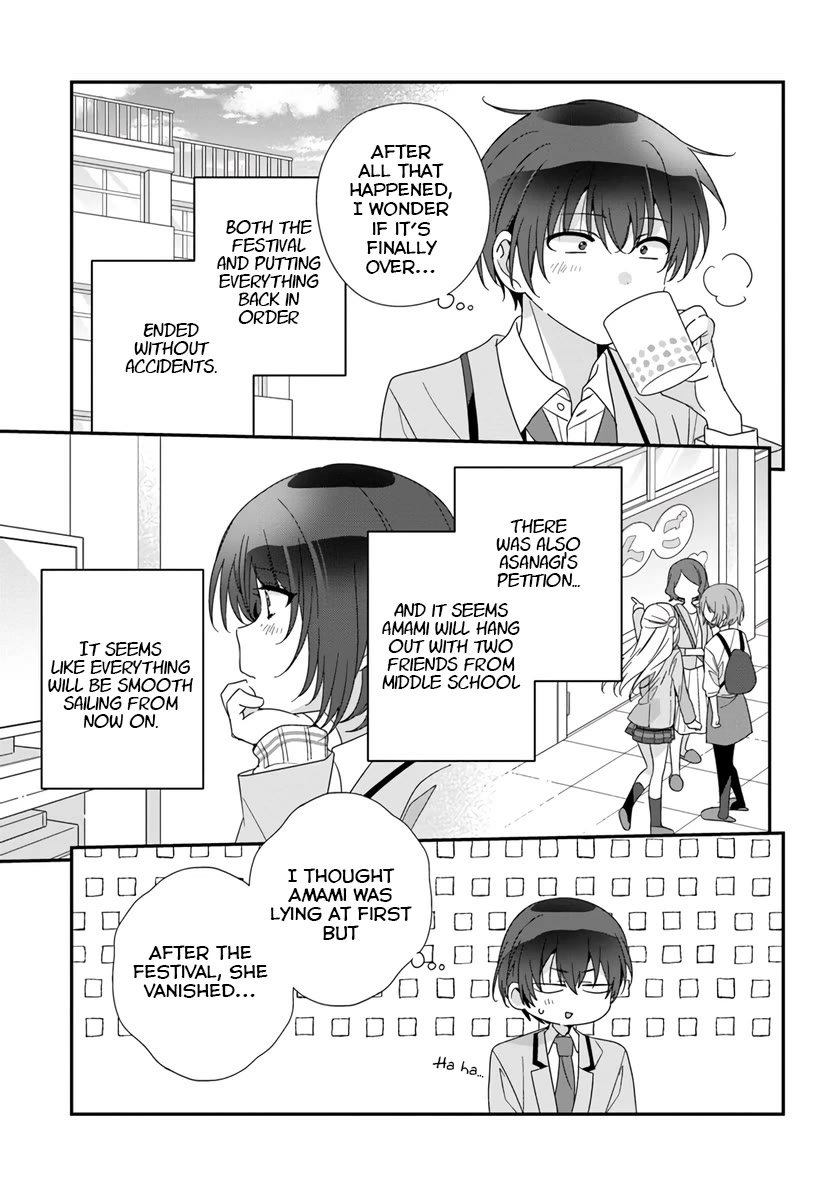 AFTER
ALL THAT
HAPPENED,
I WONDER
IF IT'S
FINALLY
OVER...
BOTH THE
FESTIVAL
AND PUTTING
EVERYTHING
BACK IN
ORDER
ENDED
WITHOUT
ACCIDENTS.
THERE
WAS ALSO
ASANAGI'S
PETITION...
AND IT SEEMS
AMAMI WILL HANG
OUT WITH TWO
FRIENDS FROM
MIDDLE SCHOOL
IT SEEMS
LIKE EVERYTHING
WILL BE SMOOTH
SAILING FROM
NOW ON.
I THOUGHT
AMAMI WAS
LYING AT FIRST
BUT
AFTER THE
FESTIVAL, SHE
VANISHED...
Ha ha...